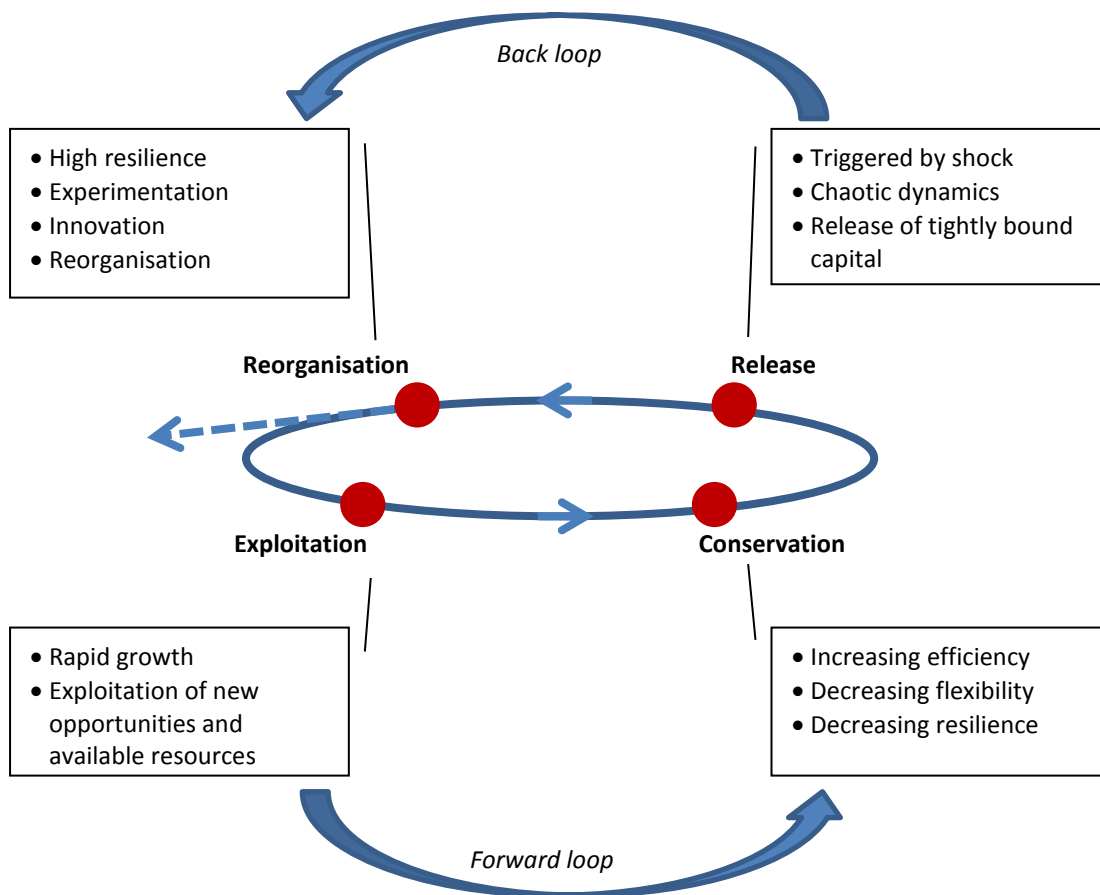 Back loop
• High resilience
• Experimentation
• Innovation
• Reorganisation
• Triggered by shock
• Chaotic dynamics
• Release of tightly bound
capital
Reorganisation
Release
Exploitation
Conservation
• Rapid growth
• Exploitation of new
opportunities and
available resources
• Increasing efficiency
• Decreasing flexibility
• Decreasing resilience
Forward loop